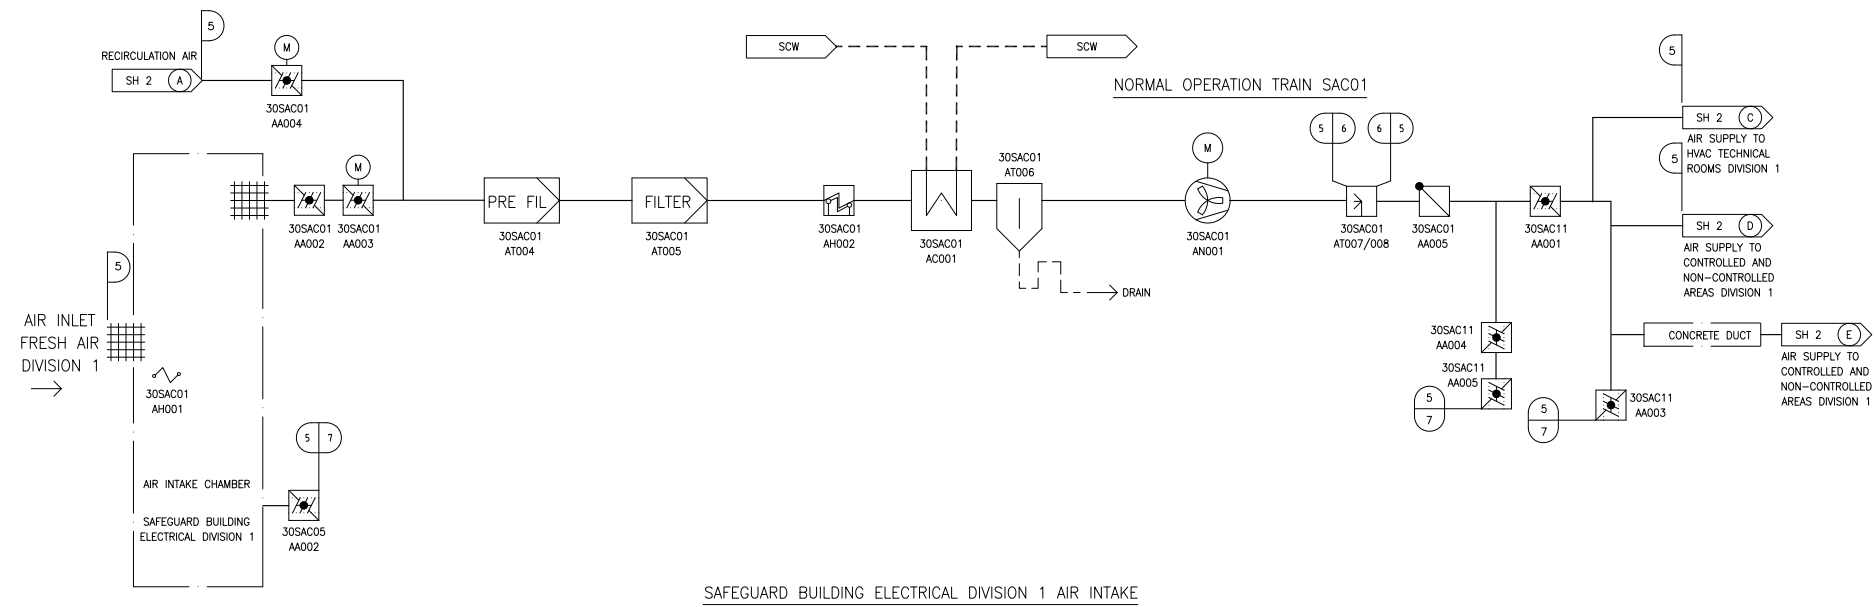 5
RECIRCULATION AIR
SH 2 A
M
30SAC01
AA004
SCW
SCW
NORMAL OPERATION TRAIN SAC01
M
30SAC01
AA002
30SAC01
AA003
PRE FIL
30SAC01
AT004
FILTER
30SAC01
AT005
30SAC01
AH002
30SAC01
AC001
30SAC01
AT006
DRAIN
M
30SAC01
AN001
5 6
6 5
30SAC01
AT007/008
30SAC01
AA005
30SAC11
AA001
5
SH 2 C
AIR SUPPLY TO
HVAC TECHNICAL
ROOMS DIVISION 1
5
SH 2 D
AIR SUPPLY TO
CONTROLLED AND
NON-CONTROLLED
AREAS DIVISION 1
CONCRETE DUCT
SH 2 E
AIR SUPPLY TO
CONTROLLED AND
NON-CONTROLLED
AREAS DIVISION 1
30SAC11
AA004
30SAC11
AA005
5
7
5
7
30SAC11
AA003
5
AIR INLET
FRESH AIR
DIVISION 1
30SAC01
AH001
5 7
AIR INTAKE CHAMBER
SAFEGUARD BUILDING
ELECTRICAL DIVISION 1
30SAC05
AA002
SAFEGUARD BUILDING ELECTRICAL DIVISION 1 AIR INTAKE